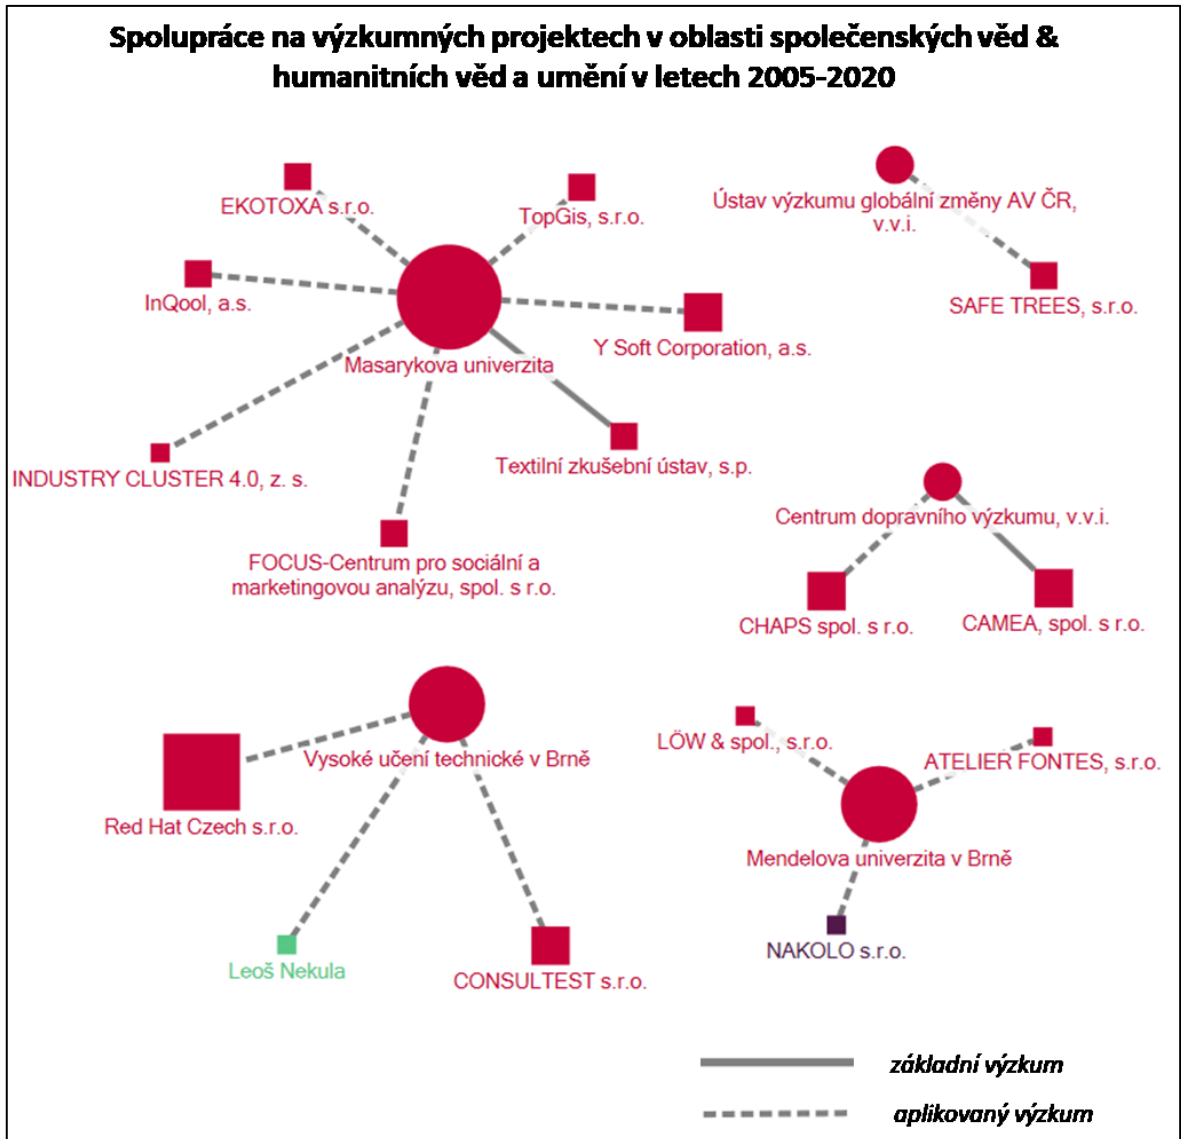 Spolupráce na výzkumných projektech v oblasti společenských věd &
humanitních věd a umění v letech 2005-2020
EKOTOXA s.r.o.
TopGis, s.r.o.
InQool, a.s.
Y Soft Corporation, a.s.
Masarykova univerzita
Textilní zkušební ústav, s.p.
INDUSTRY CLUSTER 4.0, z. s.
FOCUS-Centrum pro sociální a
marketingovou analýzu, spol. s r.o.
Ústav výzkumu globální změny AV ČR,
v.v.i.
SAFE TREES, s.r.o.
Centrum dopravního výzkumu, v.v.i.
CHAPS spol. s r.o.
CAMEA, spol. s r.o.
Vysoké učení technické v Brně
Red Hat Czech s.r.o.
Leoš Nekula
CONSULTEST s.r.o.
LÖW & spol., s.r.o.
ATELIER FONTES, s.r.o.
Mendelova univerzita v Brně
NAKOLO s.r.o.
základní výzkum
aplikovaný výzkum